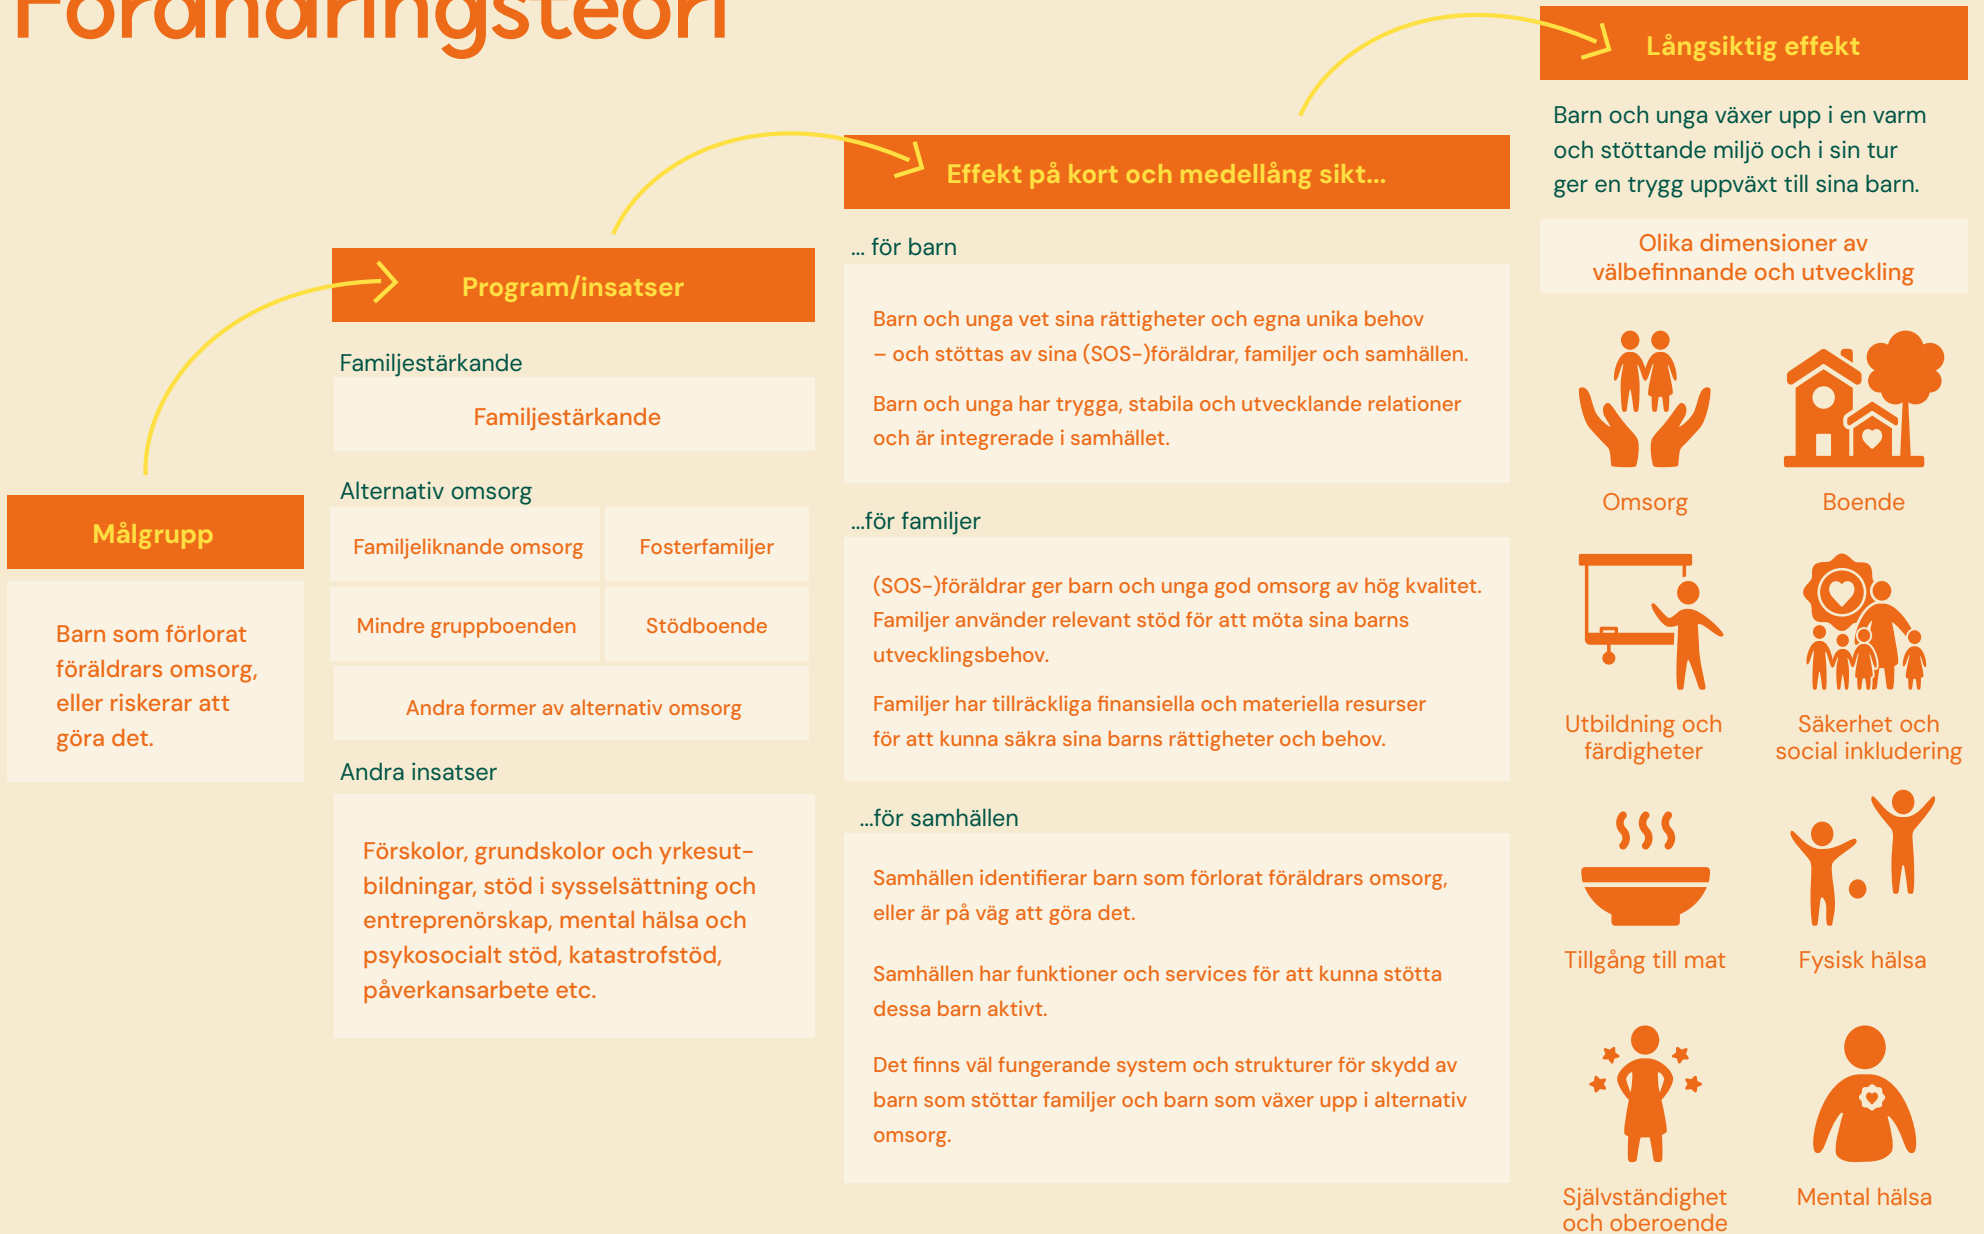 Förändringsteori
Målgrupp
Barn som förlorat
föräldrars omsorg,
eller riskerar att
göra det.
Program/insatser
Familjestärkande
Familjestärkande
Alternativ omsorg
Familjeliknande omsorg
Fosterfamiljer
Mindre gruppboenden
Stödboende
Andra former av alternativ omsorg
Andra insatser
Förskolor, grundskolor och yrkesut-
bildningar, stöd i sysselsättning och
entreprenörskap, mental hälsa och
psykosocialt stöd, katastrofstöd,
påverkansarbete etc.
Effekt på kort och medellång sikt...
... för barn
Barn och unga vet sina rättigheter och egna unika behov
– och stöttas av sina (SOS-)föräldrar, familjer och samhällen.
Barn och unga har trygga, stabila och utvecklande relationer
och är integrerade i samhället.
...för familjer
(SOS-)föräldrar ger barn och unga god omsorg av hög kvalitet.
Familjer använder relevant stöd för att möta sina barns
utvecklingsbehov.
Familjer har tillräckliga finansiella och materiella resurser
för att kunna säkra sina barns rättigheter och behov.
...för samhällen
Samhällen identifierar barn som förlorat föräldrars omsorg,
eller är på väg att göra det.
Samhällen har funktioner och services för att kunna stötta
dessa barn aktivt.
Det finns väl fungerande system och strukturer för skydd av
barn som stöttar familjer och barn som växer upp i alternativ
omsorg.
Långsiktig effekt
Barn och unga växer upp i en varm
och stöttande miljö och i sin tur
ger en trygg uppväxt till sina barn.
Olika dimensioner av
välbefinnande och utveckling
Omsorg
Boende
Utbildning och
färdigheter
Säkerhet och
social inkludering
Tillgång till mat
Fysisk hälsa
Självständighet
och oberoende
Mental hälsa